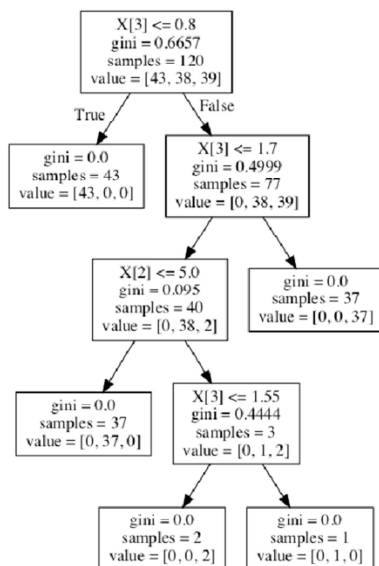 X[3] <= 0.8
gini = 0.6657
samples = 120
value = [43, 38, 39]
True
False
gini = 0.0
samples = 43
value = [43, 0, 0]
X[3] <= 1.7
gini = 0.4999
samples = 77
value = [0, 38, 39]
X[2] <= 5.0
gini = 0.095
samples = 40
value = [0, 38, 2]
gini = 0.0
samples = 37
value = [0, 0, 37]
gini = 0.0
samples = 37
value = [0, 37, 0]
X[3] <= 1.55
gini = 0.4444
samples = 3
value = [0, 1, 2]
gini = 0.0
samples = 2
value = [0, 0, 2]
gini = 0.0
samples = 1
value = [0, 1, 0]